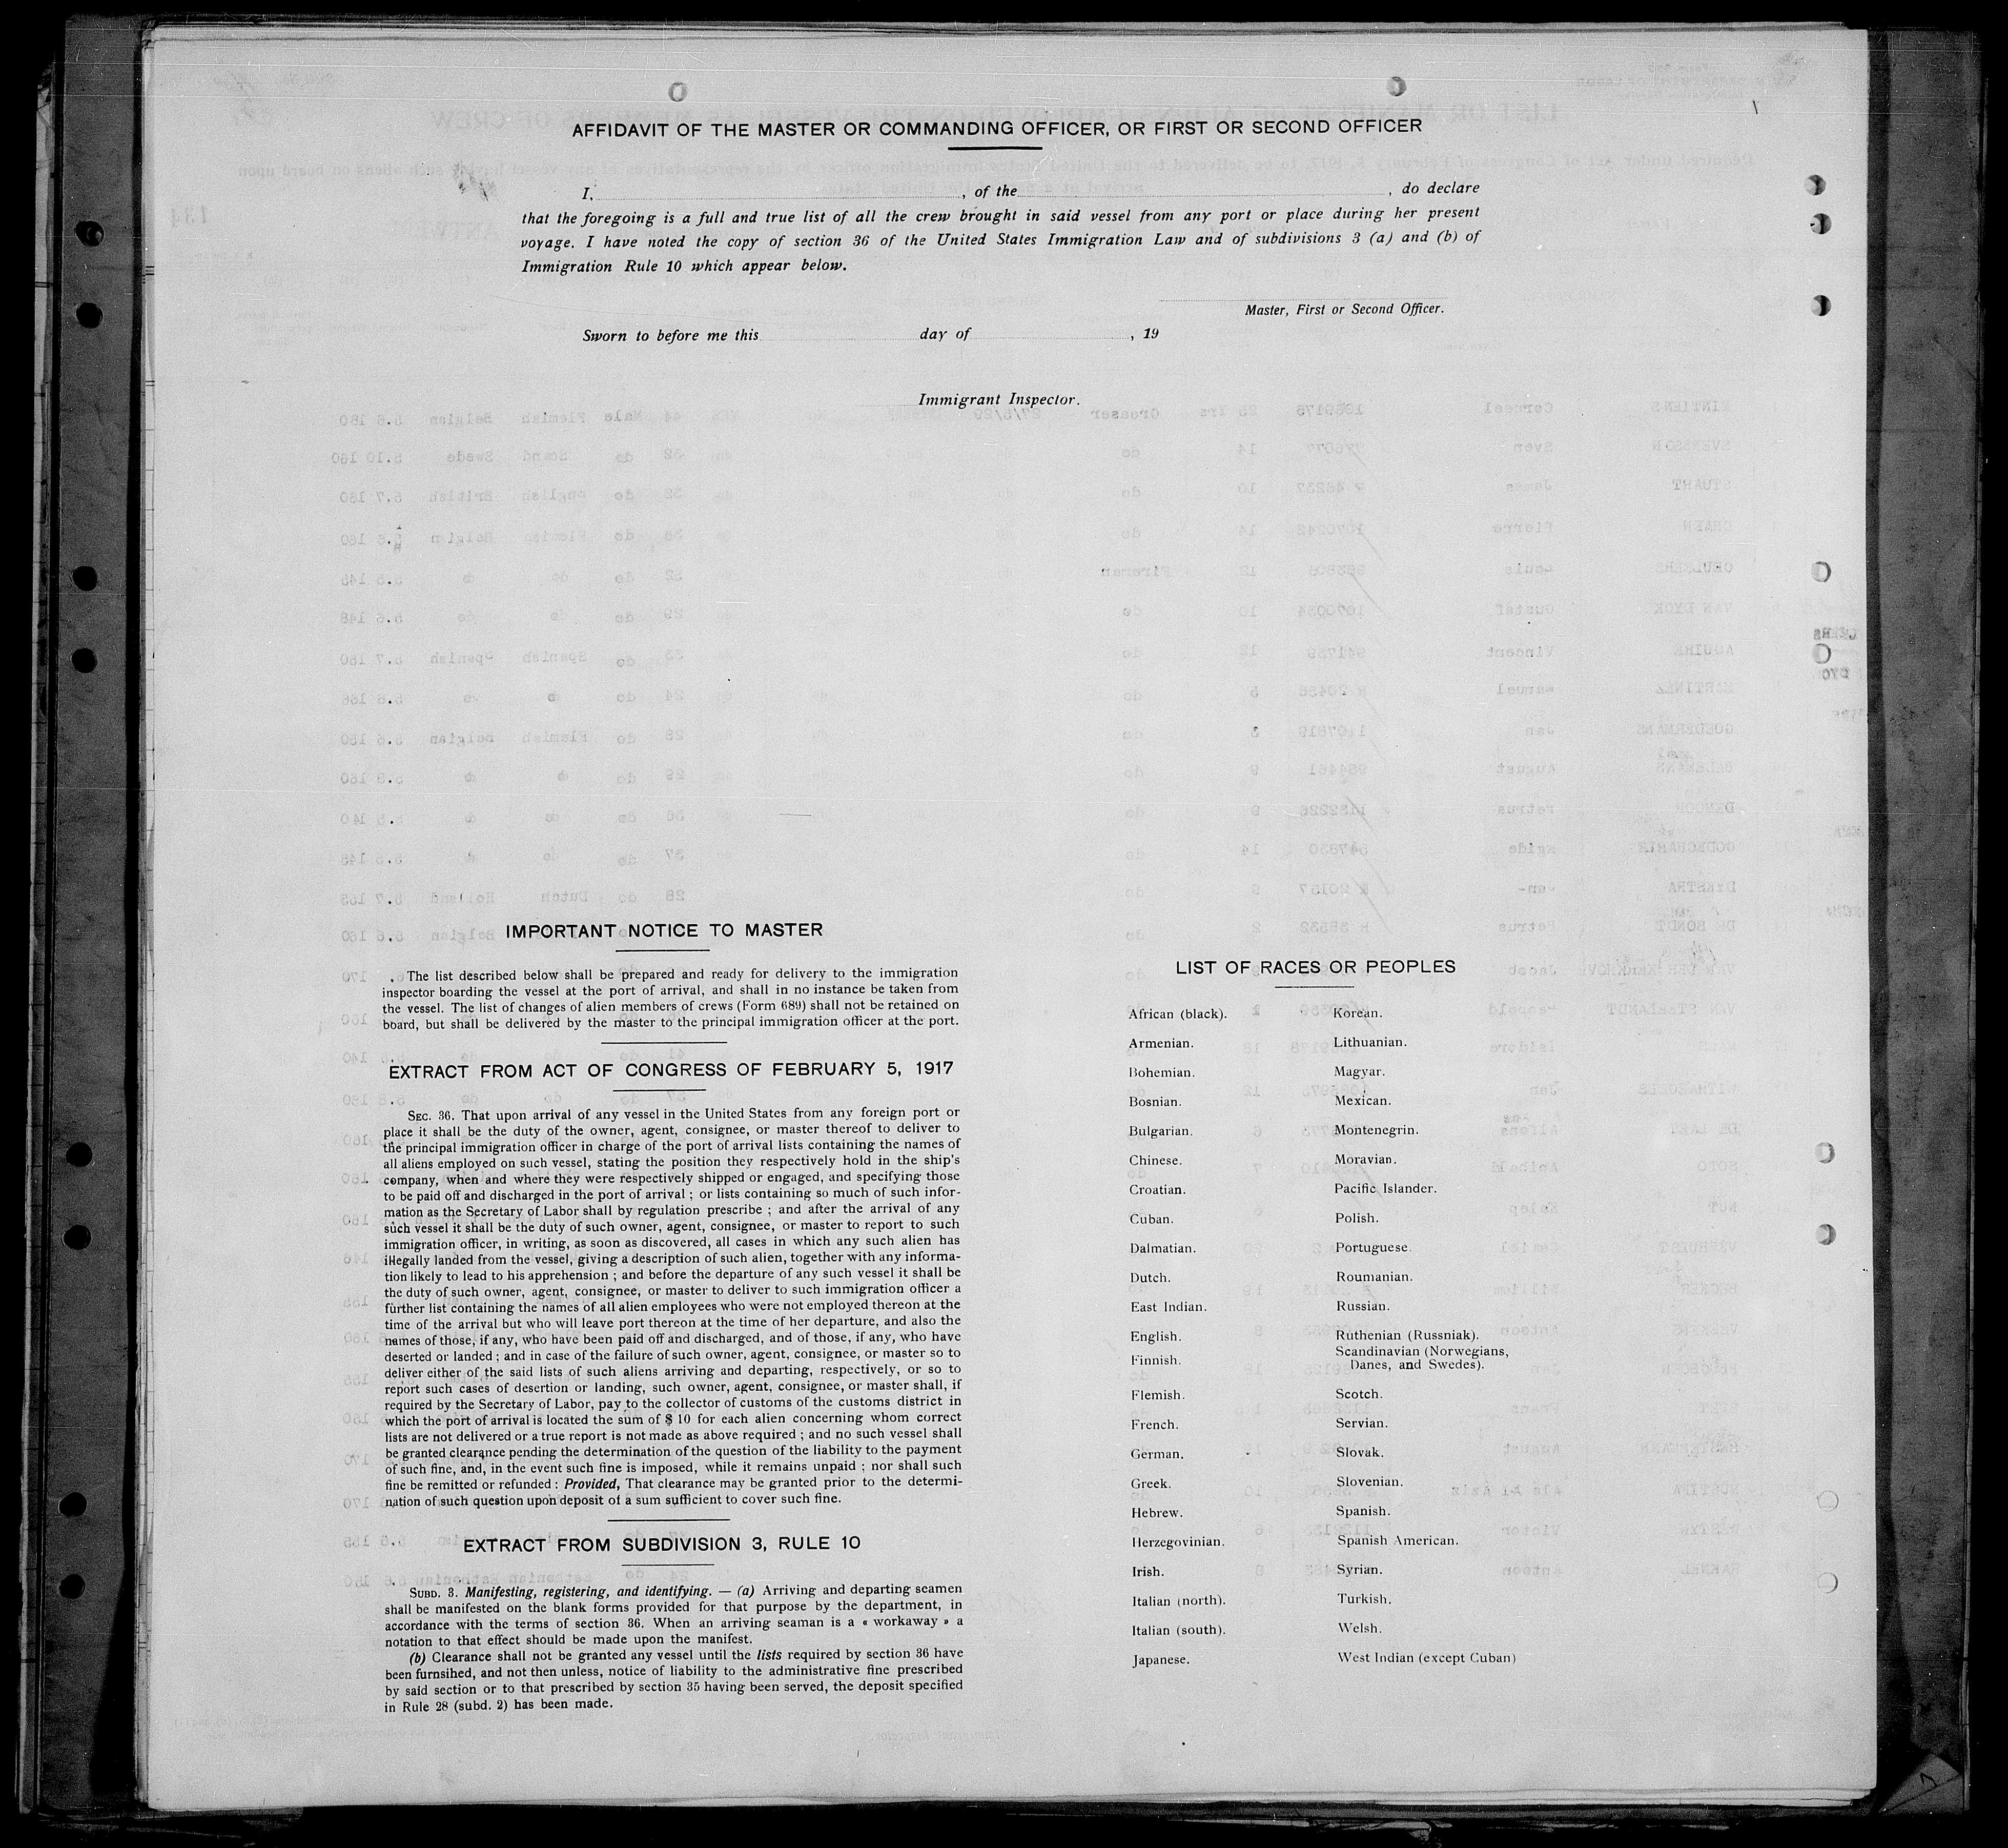 AFFIDAVIT OF THE MASTER OR COMMANDING OFFICER, OR FIRST OR SECOND OFFICER
I, , of the , do declare
that the foregoing is a full and true list of all the crew brought in said vessel from any port or place during her present
voyage. I have noted the copy of section 36 of the United States Immigration Law and of subdivisions 3 (a) and (b) of
Immigration Rule 10 which appear below.
Master, First or Second Officer.
Sworn to before me this day of , 19
Immigrant Inspector.
IMPORTANT NOTICE TO MASTER
The list described below shall be prepared and ready for delivery to the immigration
inspector boarding the vessel at the port of arrival, and shall in no instance be taken from
the vessel. The list of changes of alien members of crews (Form 689) shall not be retained on
board, but shall be delivered by the master to the principal immigration officer at the port.
EXTRACT FROM ACT OF CONGRESS OF FEBRUARY 5, 1917
SEC. 36. That upon arrival of any vessel in the United States from any foreign port or
place it shall be the duty of the owner, agent, consignee, or master thereof to deliver to
the principal immigration officer in charge of the port of arrival lists containing the names of
all aliens employed on such vessel, stating the position they respectively hold in the ship's
company, when and where they were respectively shipped or engaged, and specifying those
to be paid off and discharged in the port of arrival ; or lists containing so much of such infor-
mation as the Secretary of Labor shall by regulation prescribe ; and after the arrival of any
such vessel it shall be the duty of such owner, agent, consignee, or master to report to such
immigration officer, in writing, as soon as discovered, all cases in which any such alien has
illegally landed from the vessel, giving a description of such alien, together with any informa-
tion likely to lead to his apprehension ; and before the departure of any such vessel it shall be
the duty of such owner, agent, consignee, or master to deliver to such immigration officer a
further list containing the names of all alien employees who were not employed thereon at the
time of the arrival but who will leave port thereon at the time of her departure, and also the
names of those, if any, who have been paid off and discharged, and of those, if any, who have
deserted or landed ; and in case of the failure of such owner, agent, consignee, or master so to
deliver either of the said lists of such aliens arriving and departing, respectively, or so to
report such cases of desertion or landing, such owner, agent, consignee, or master shall, if
required by the Secretary of Labor, pay to the collector of customs of the customs district in
which the port of arrival is located the sum of $ 10 for each alien concerning whom correct
lists are not delivered or a true report is not made as above required ; and no such vessel shall
be granted clearance pending the determination of the question of the liability to the payment
of such fine, and, in the event such fine is imposed, while it remains unpaid ; nor shall such
fine be remitted or refunded : Provided, That clearance may be granted prior to the determi-
nation of such question upon deposit of a sum sufficient to cover such fine.
EXTRACT FROM SUBDIVISION 3, RULE 10
SUBD. 3. Manifesting, registering, and identifying. — (a) Arriving and departing seamen
shall be manifested on the blank forms provided for that purpose by the department, in
accordance with the terms of section 36. When an arriving seaman is a « workaway » a
notation to that effect should be made upon the manifest.
(b) Clearance shall not be granted any vessel until the lists required by section 36 have
been furnsihed, and not then unless, notice of liability to the administrative fine prescribed
by said section or to that prescribed by section 35 having been served, the deposit specified
in Rule 28 (subd. 2) has been made.
LIST OF RACES OR PEOPLES
African (black).
Armenian.
Bohemian.
Bosnian.
Bulgarian.
Chinese.
Croatian.
Cuban.
Dalmatian.
Dutch.
East Indian.
English.
Finnish.
Flemish.
French.
German.
Greek.
Hebrew.
Herzegovinian.
Irish.
Italian (north).
Italian (south).
Japanese.
Korean.
Lithuanian.
Magyar.
Mexican.
Montenegrin.
Moravian.
Pacific Islander.
Polish.
Portuguese
Roumanian.
Russian.
Ruthenian (Russniak).
Scandinavian (Norwegians,
Danes, and Swedes).
Scotch.
Servian.
Slovak.
Slovenian.
Spanish.
Spanish American.
Syrian.
Turkish.
Welsh.
West Indian (except Cuban)